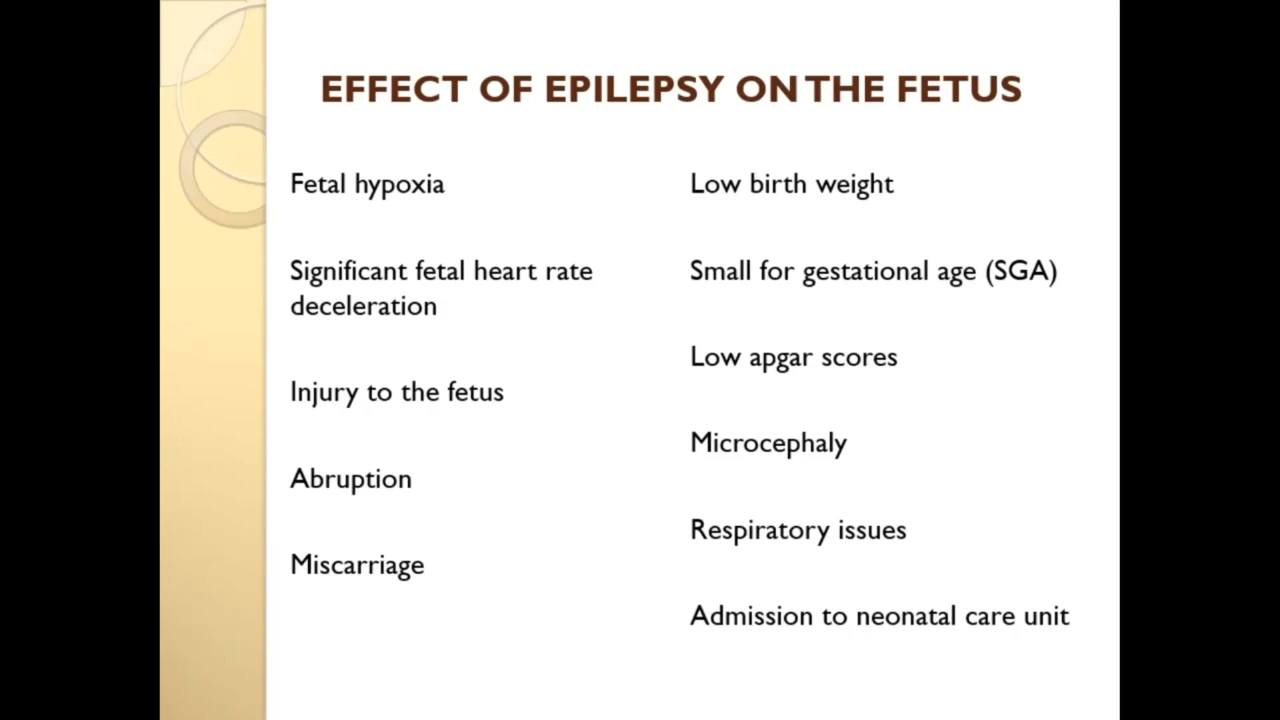 EFFECT OF EPILEPSY ON THE FETUS
Fetal hypoxia
Significant fetal heart rate
deceleration
Injury to the fetus
Abruption
Miscarriage
Low birth weight
Small for gestational age (SGA)
Low apgar scores
Microcephaly
Respiratory issues
Admission to neonatal care unit